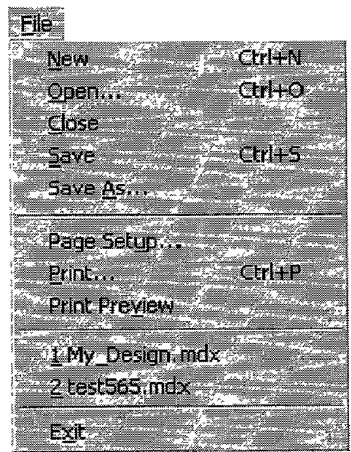 File
New Ctrl+N
Open... Ctrl+O
Close
Save Ctrl+S
Save As...
Page Setup...
Print... Ctrl+P
Print Preview
1 My_Design.mdx
2 test565.mdx
Exit